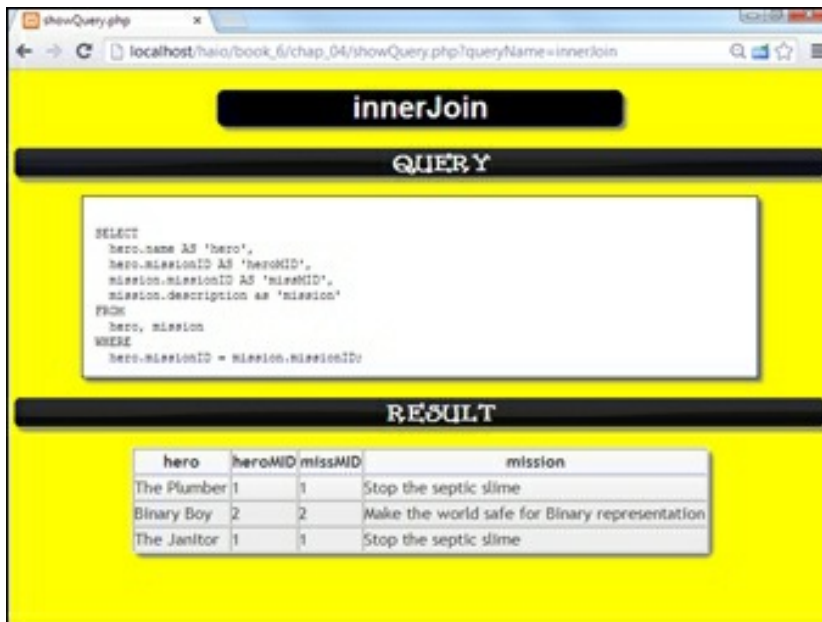 showQuery.php
localhost/haio/book_6/chap_04/showQuery.php?queryName=innerJoin
innerJoin
QUERY
SELECT
hero.name AS 'hero',
hero.missionID AS 'heroMID',
mission.missionID AS 'missMID',
mission.description as 'mission'
FROM
hero, mission
WHERE
hero.missionID = mission.missionID;
RESULT
hero heroMID missMID mission
The Plumber 1 1 Stop the septic slime
Binary Boy 2 2 Make the world safe for Binary representation
The Janitor 1 1 Stop the septic slime